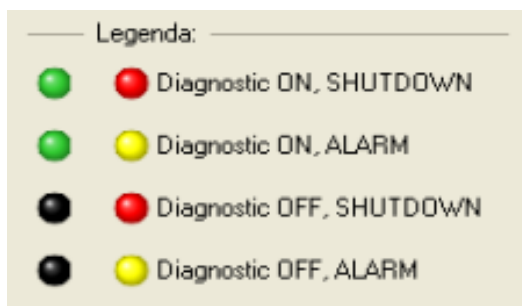 Legenda:
Diagnostic ON, SHUTDOWN
Diagnostic ON, ALARM
Diagnostic OFF, SHUTDOWN
Diagnostic OFF, ALARM